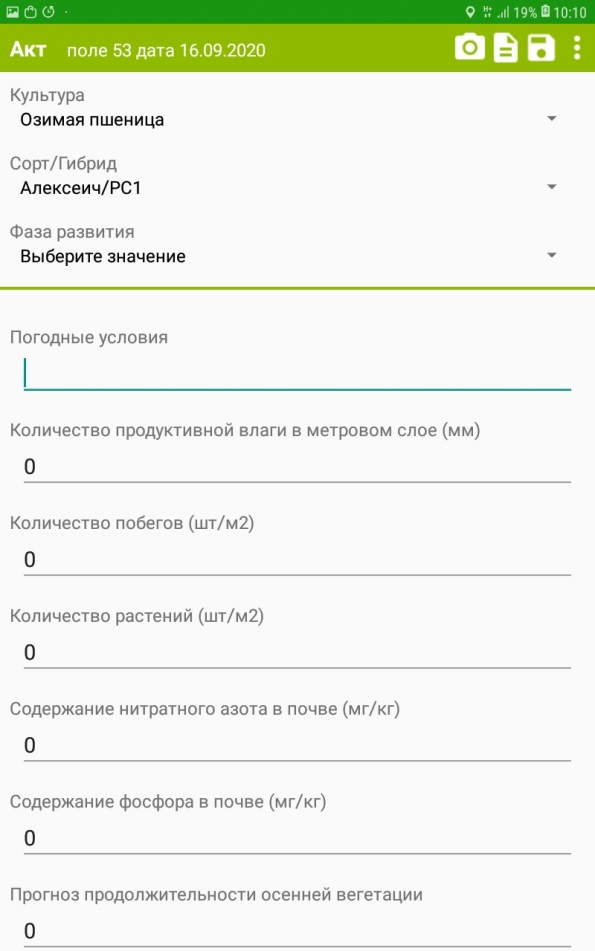 19% 10:10
Акт поле 53 дата 16.09.2020
Культура
Озимая пшеница
Сорт/Гибрид
Алексеич/РС1
Фаза развития
Выберите значение
Погодные условия
Количество продуктивной влаги в метровом слое (мм)
0
Количество побегов (шт/м2)
0
Количество растений (шт/м2)
0
Содержание нитратного азота в почве (мг/кг)
0
Содержание фосфора в почве (мг/кг)
0
Прогноз продолжительности осенней вегетации
0